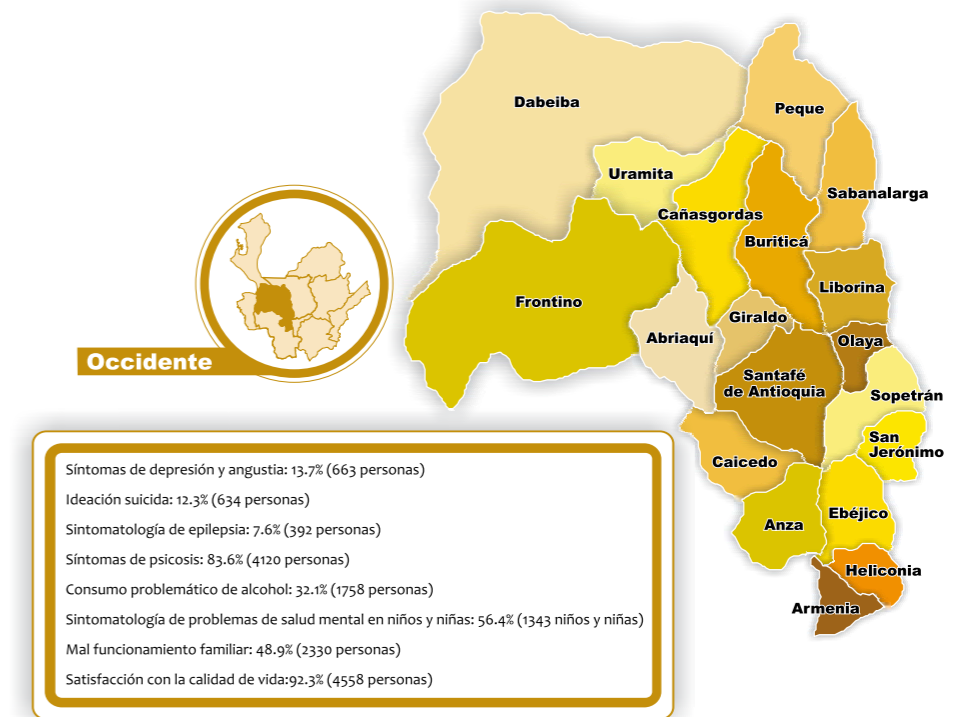 Dabeiba
Peque
Uramita
Sabanalarga
Cañasgordas
Buriticá
Liborina
Frontino
Giraldo
Abriaquí
Olaya
Occidente
Santafé
de Antioquia
Sopetrán
San
Jerónimo
Caicedo
Ebéjico
Anza
Heliconia
Armenia
Síntomas de depresión y angustia: 13.7% (663 personas)
Ideación suicida: 12.3% (634 personas)
Sintomatología de epilepsia: 7.6% (392 personas)
Síntomas de psicosis: 83.6% (4120 personas)
Consumo problemático de alcohol: 32.1% (1758 personas)
Sintomatología de problemas de salud mental en niños y niñas: 56.4% (1343 niños y niñas)
Mal funcionamiento familiar: 48.9% (2330 personas)
Satisfacción con la calidad de vida:92.3% (4558 personas)